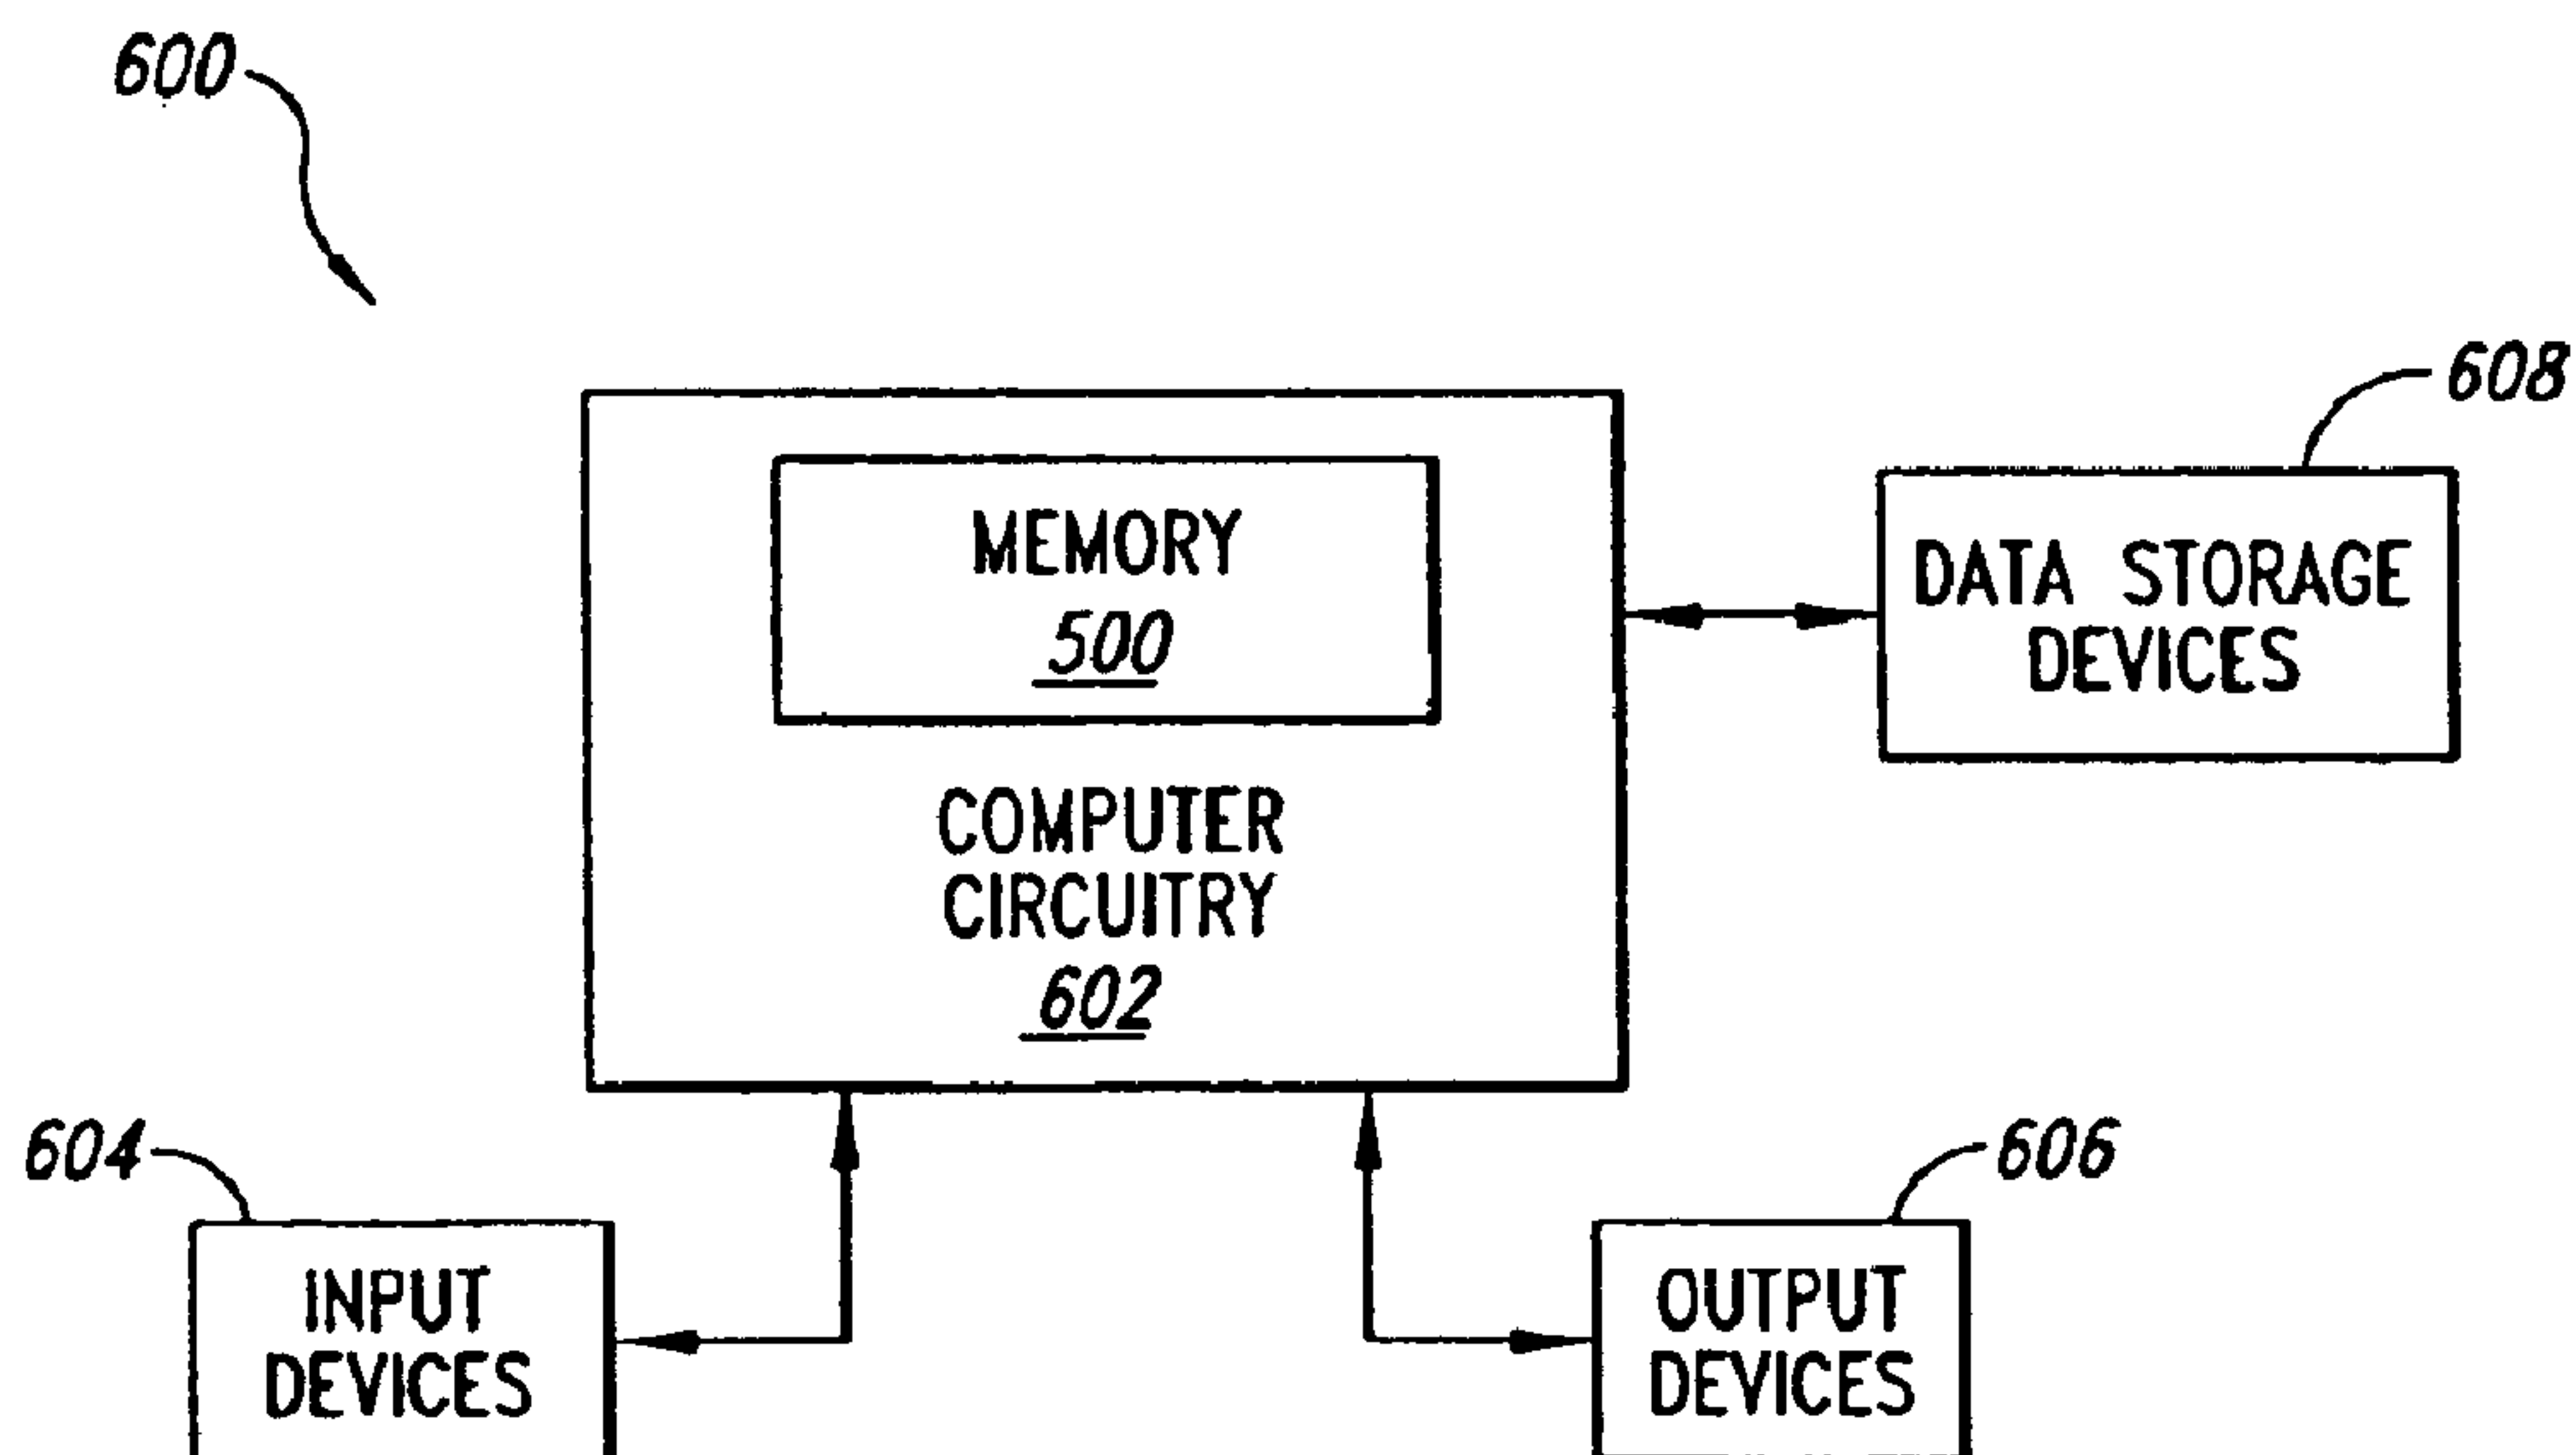 600
608
MEMORY
500
DATA STORAGE
DEVICES
COMPUTER
CIRCUITRY
602
604
606
INPUT
DEVICES
OUTPUT
DEVICES